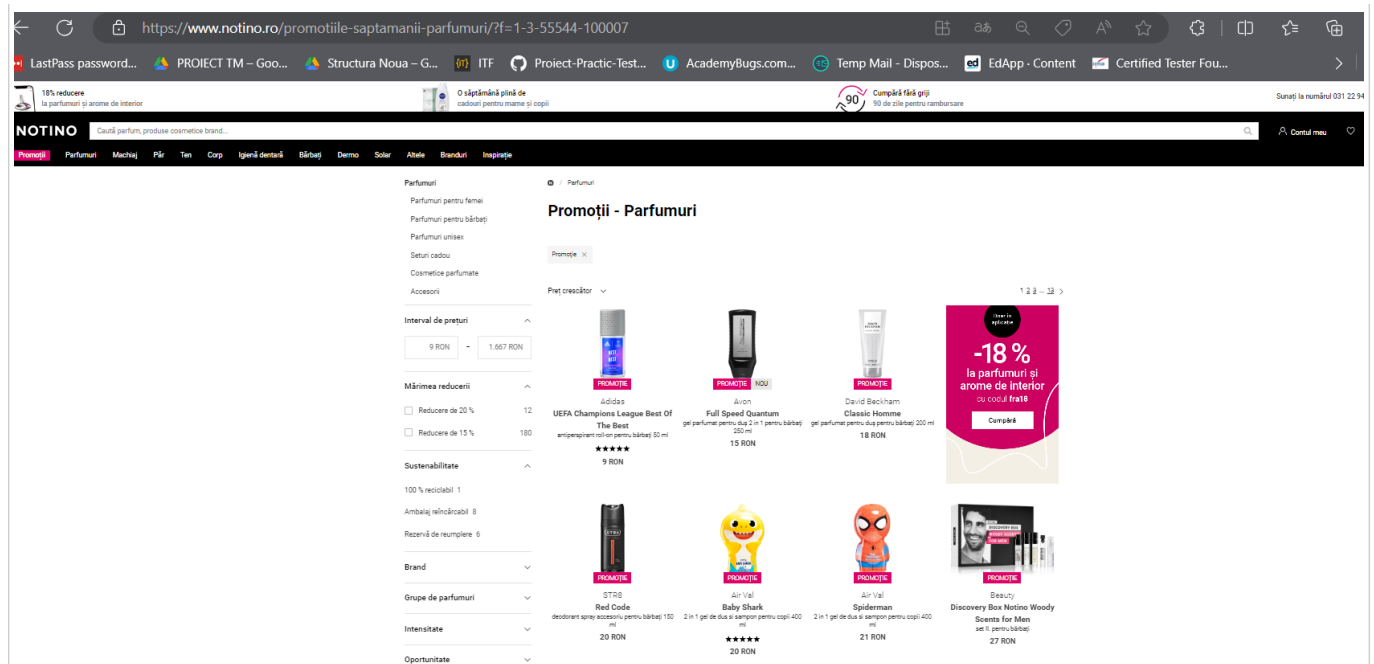 https://www.notino.ro/promotiile-saptamanii-parfumuri/?f=1-3-55544-100007
LastPass password...
PROIECT TM – Goo...
Structura Noua – G...
ITF
Proiect-Practic-Test...
AcademyBugs.com...
Temp Mail - Dispos...
ed
EdApp · Content
Certified Tester Fou...
18% reducere
la parfumuri și arome de interior
O săptămână plină de
cadouri pentru mame și copii
90
Cumpără fără griji
90 de zile pentru rambursare
Sunați la numărul 031 22 94
NOTINO
Caută parfum, produse cosmetice brand...
Contul meu
Promoții
Parfumuri
Machiaj
Păr
Ten
Corp
Igienă dentară
Bărbați
Dermo
Solar
Altele
Branduri
Inspirație
Parfumuri
Parfumuri pentru femei
Parfumuri pentru bărbați
Parfumuri unisex
Seturi cadou
Cosmetice parfumate
Accesorii
Interval de prețuri
9 RON - 1.667 RON
Mărimea reducerii
Reducere de 20 % 12
Reducere de 15 % 180
Sustenabilitate
100 % reciclabil 1
Ambalaj reîncărcabil 8
Rezervă de reumplere 6
Brand
Grupe de parfumuri
Intensitate
Oportunitate
/ Parfumuri
Promoții - Parfumuri
Promoție
Preț crescător
1 2 3 ... 13 >
PROMOȚIE
Adidas
UEFA Champions League Best Of
The Best
antiperspirant roll-on pentru bărbați 50 ml
★★★★★
9 RON
PROMOȚIE NOU
Avon
Full Speed Quantum
gel parfumat pentru duș 2 in 1 pentru bărbați
250 ml
15 RON
PROMOȚIE
David Beckham
Classic Homme
gel parfumat pentru duș pentru bărbați 200 ml
18 RON
Doar în
aplicație
-18 %
la parfumuri și
arome de interior
cu codul fra18
Cumpără
PROMOȚIE
STR8
Red Code
deodorant spray accesoriu pentru bărbați 150
ml
20 RON
PROMOȚIE
Air Val
Baby Shark
2 in 1 gel de dus si sampon pentru copii 400
ml
★★★★★
20 RON
PROMOȚIE
Air Val
Spiderman
2 in 1 gel de dus si sampon pentru copii 400
ml
21 RON
DISCOVERY BOX
PROMOȚIE
Beauty
Discovery Box Notino Woody
Scents for Men
set II. pentru bărbați
27 RON